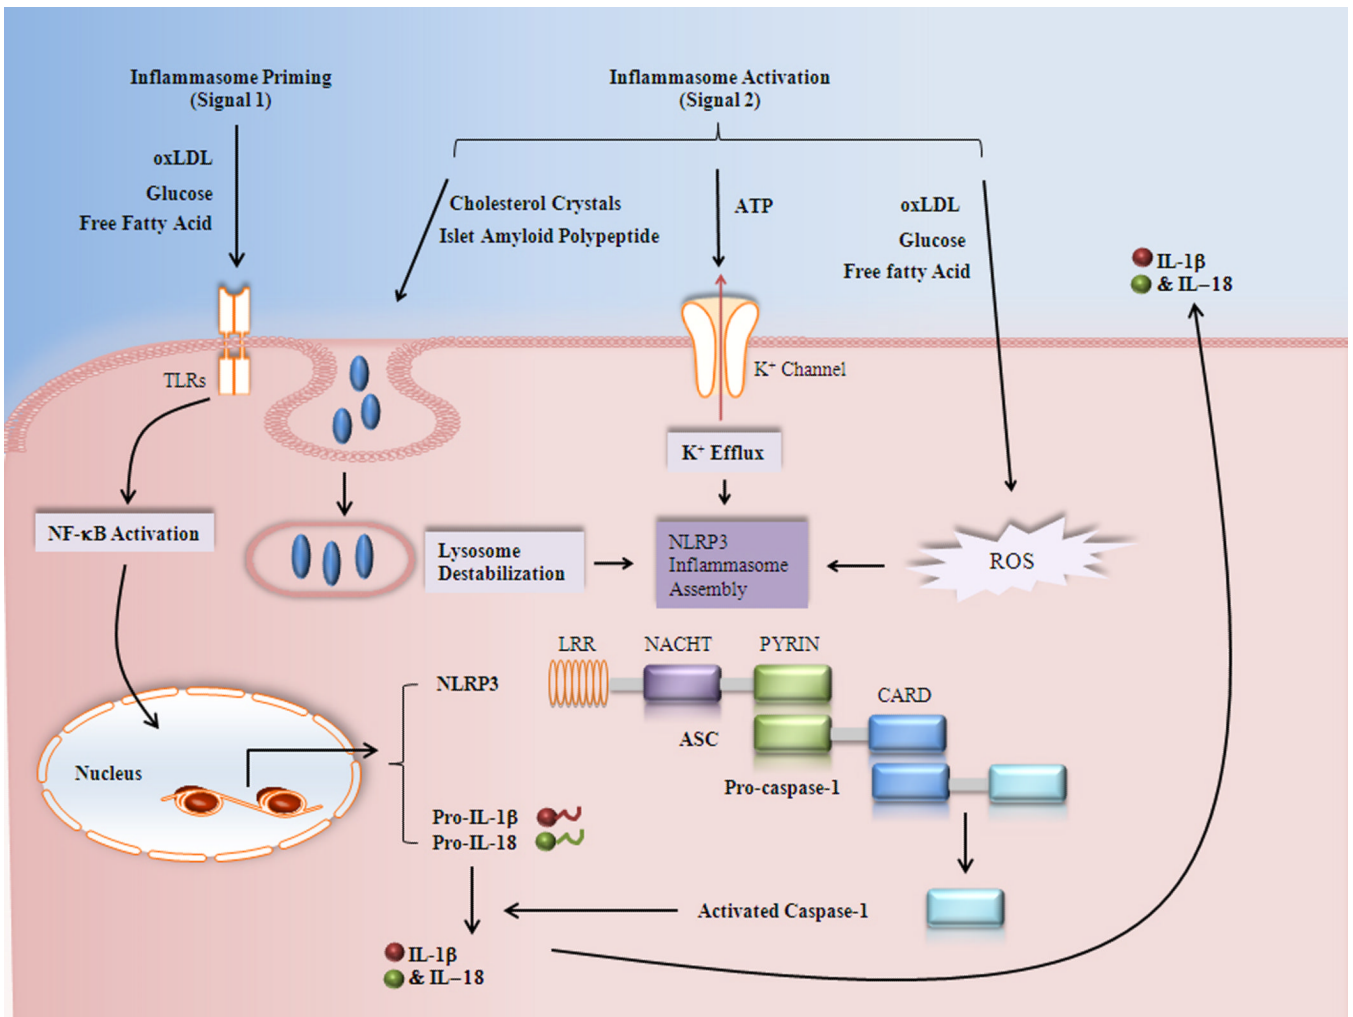 Inflammasome Priming
(Signal 1)
oxLDL
Glucose
Free Fatty Acid
Inflammasome Activation
(Signal 2)
Cholesterol Crystals
Islet Amyloid Polypeptide
ATP
oxLDL
Glucose
Free fatty Acid
IL-1β
& IL–18
TLRs
K⁺ Channel
K⁺ Efflux
NF-κB Activation
Lysosome
Destabilization
NLRP3
Inflammasome
Assembly
ROS
LRR
NACHT
PYRIN
NLRP3
CARD
ASC
Nucleus
Pro-caspase-1
Pro-IL-1β
Pro-IL-18
Activated Caspase-1
IL-1β
& IL–18